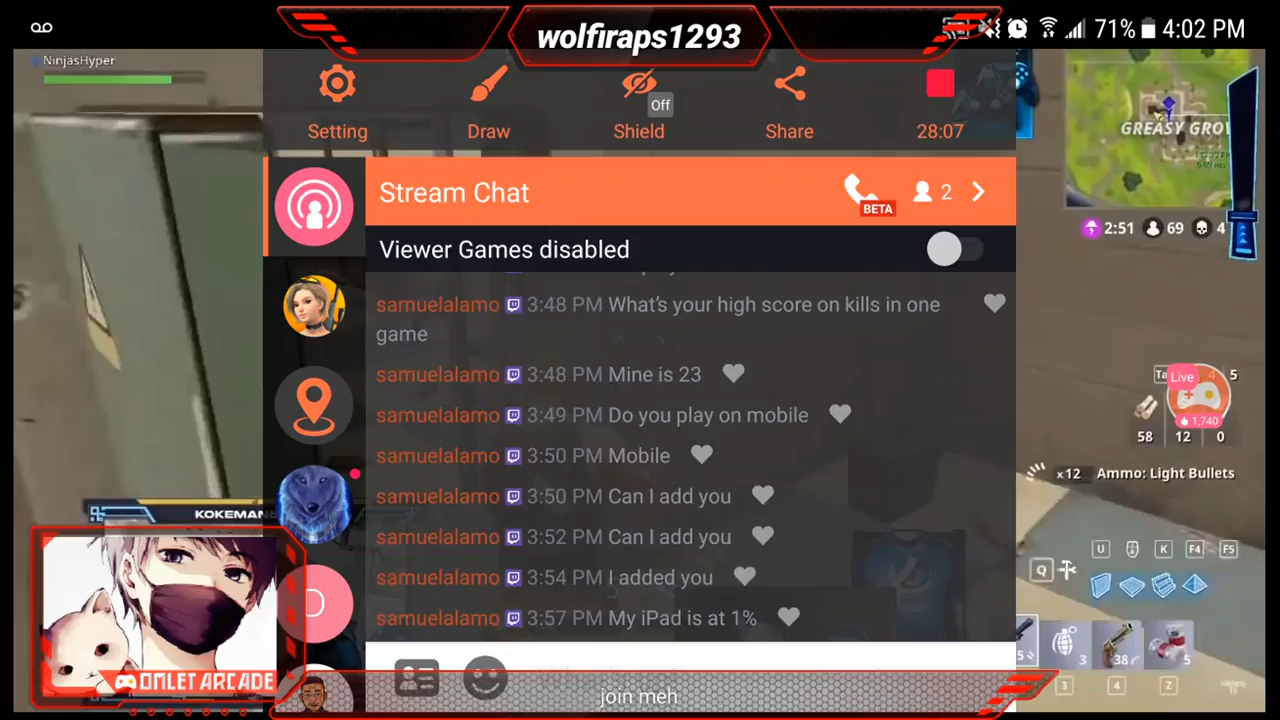 wolfiraps1293
71% 4:02 PM
NinjasHyper
Off
Setting Draw Shield Share 28:07
GREASY GRO
Stream Chat
BETA
2
Viewer Games disabled
2:51 69 4
samuelalamo 3:48 PM What's your high score on kills in one
game
samuelalamo 3:48 PM Mine is 23
samuelalamo 3:49 PM Do you play on mobile
samuelalamo 3:50 PM Mobile
samuelalamo 3:50 PM Can I add you
samuelalamo 3:52 PM Can I add you
samuelalamo 3:54 PM I added you
samuelalamo 3:57 PM My iPad is at 1%
Live 4 5
1,740
58 12 0
x12 Ammo: Light Bullets
U K F4 F5
Q
KOKEMAN
D
OMLET ARCADE
join meh
5 3 38 5
3 4 Z